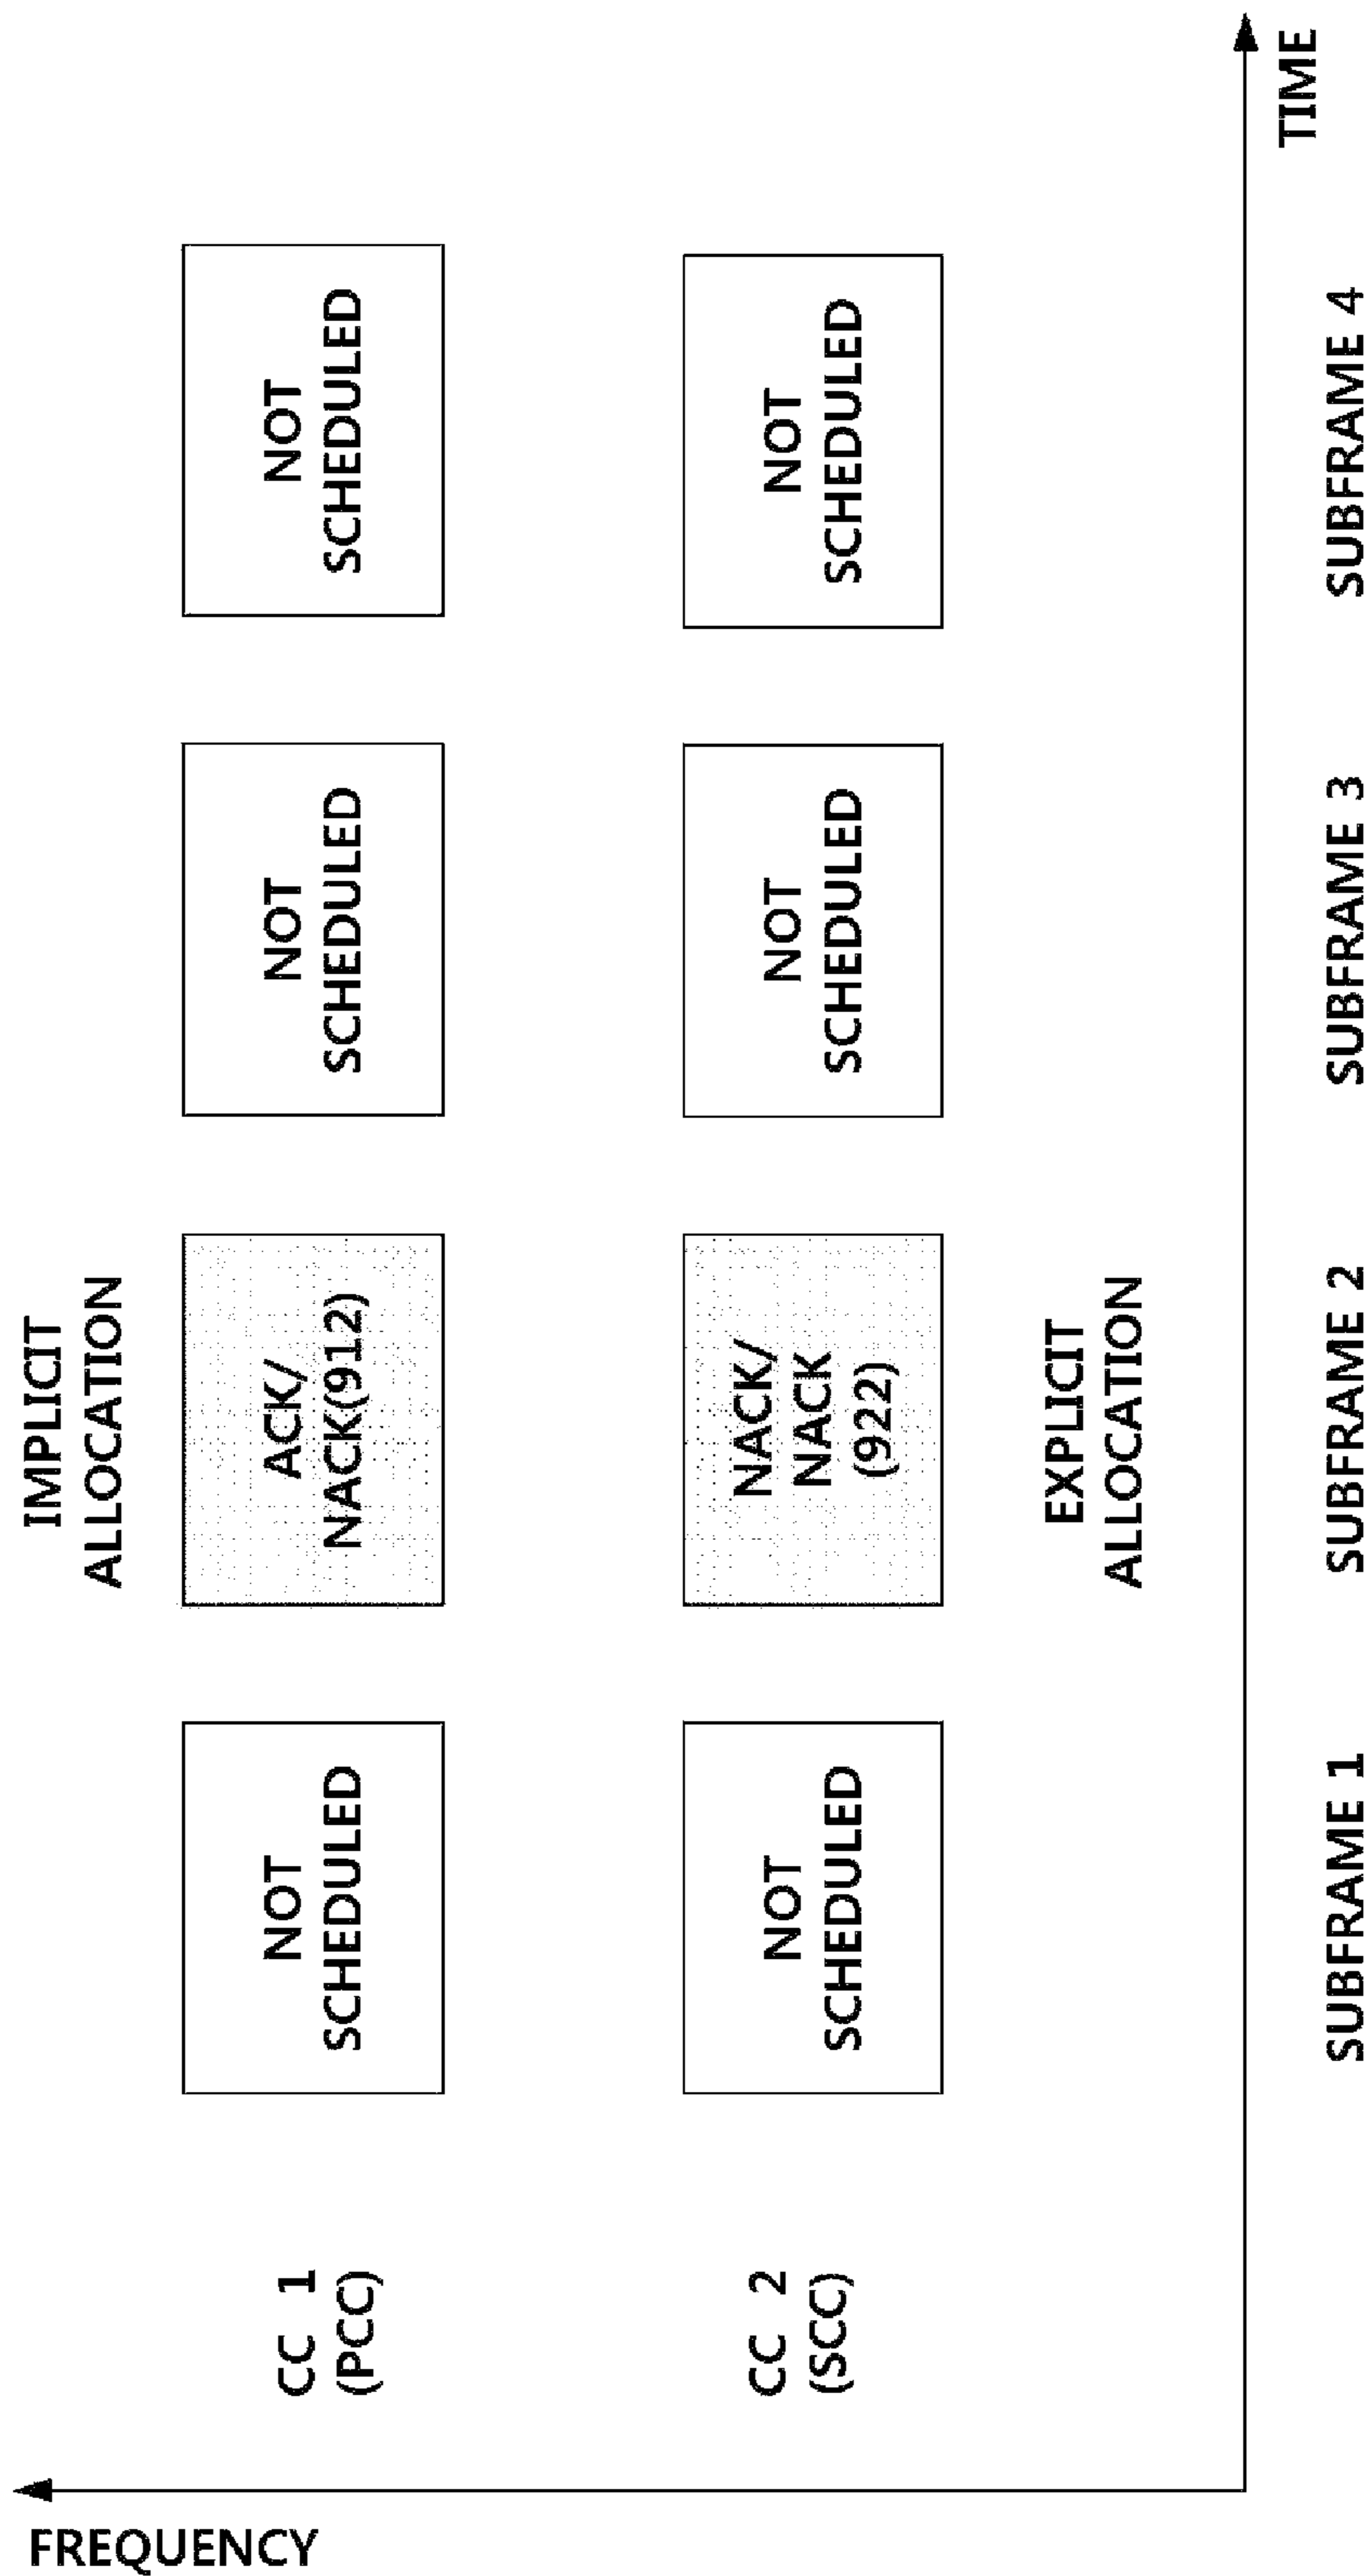 FREQUENCY
IMPLICIT
ALLOCATION
CC 1
(PCC)
NOT
SCHEDULED
ACK/
NACK(912)
NOT
SCHEDULED
NOT
SCHEDULED
CC 2
(SCC)
NOT
SCHEDULED
NACK/
NACK
(922)
NOT
SCHEDULED
NOT
SCHEDULED
EXPLICIT
ALLOCATION
TIME
SUBFRAME 1
SUBFRAME 2
SUBFRAME 3
SUBFRAME 4